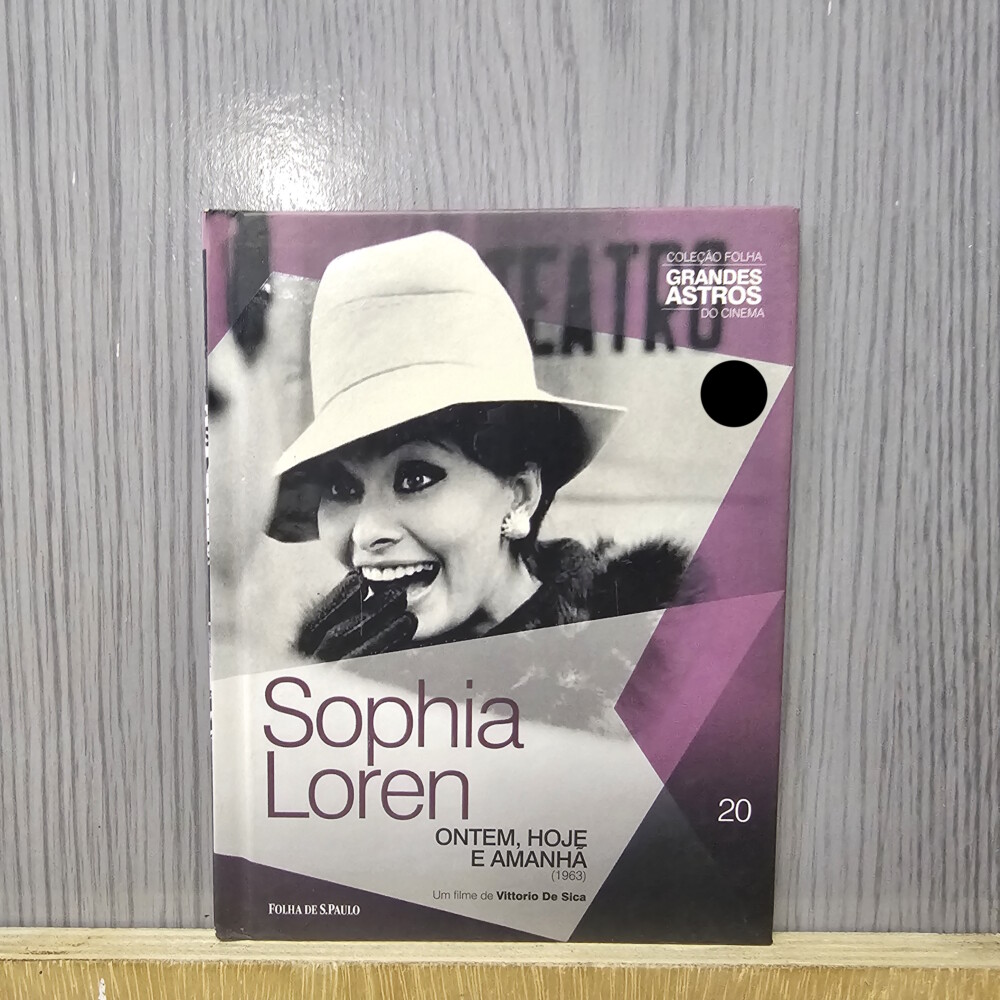 TEATRO
COLEÇÃO FOLHA
GRANDES
ASTROS
DO CINEMA
Sophia
Loren
ONTEM, HOJE
E AMANHÃ
(1963)
Um filme de Vittorio De Sica
20
FOLHA DE S.PAULO